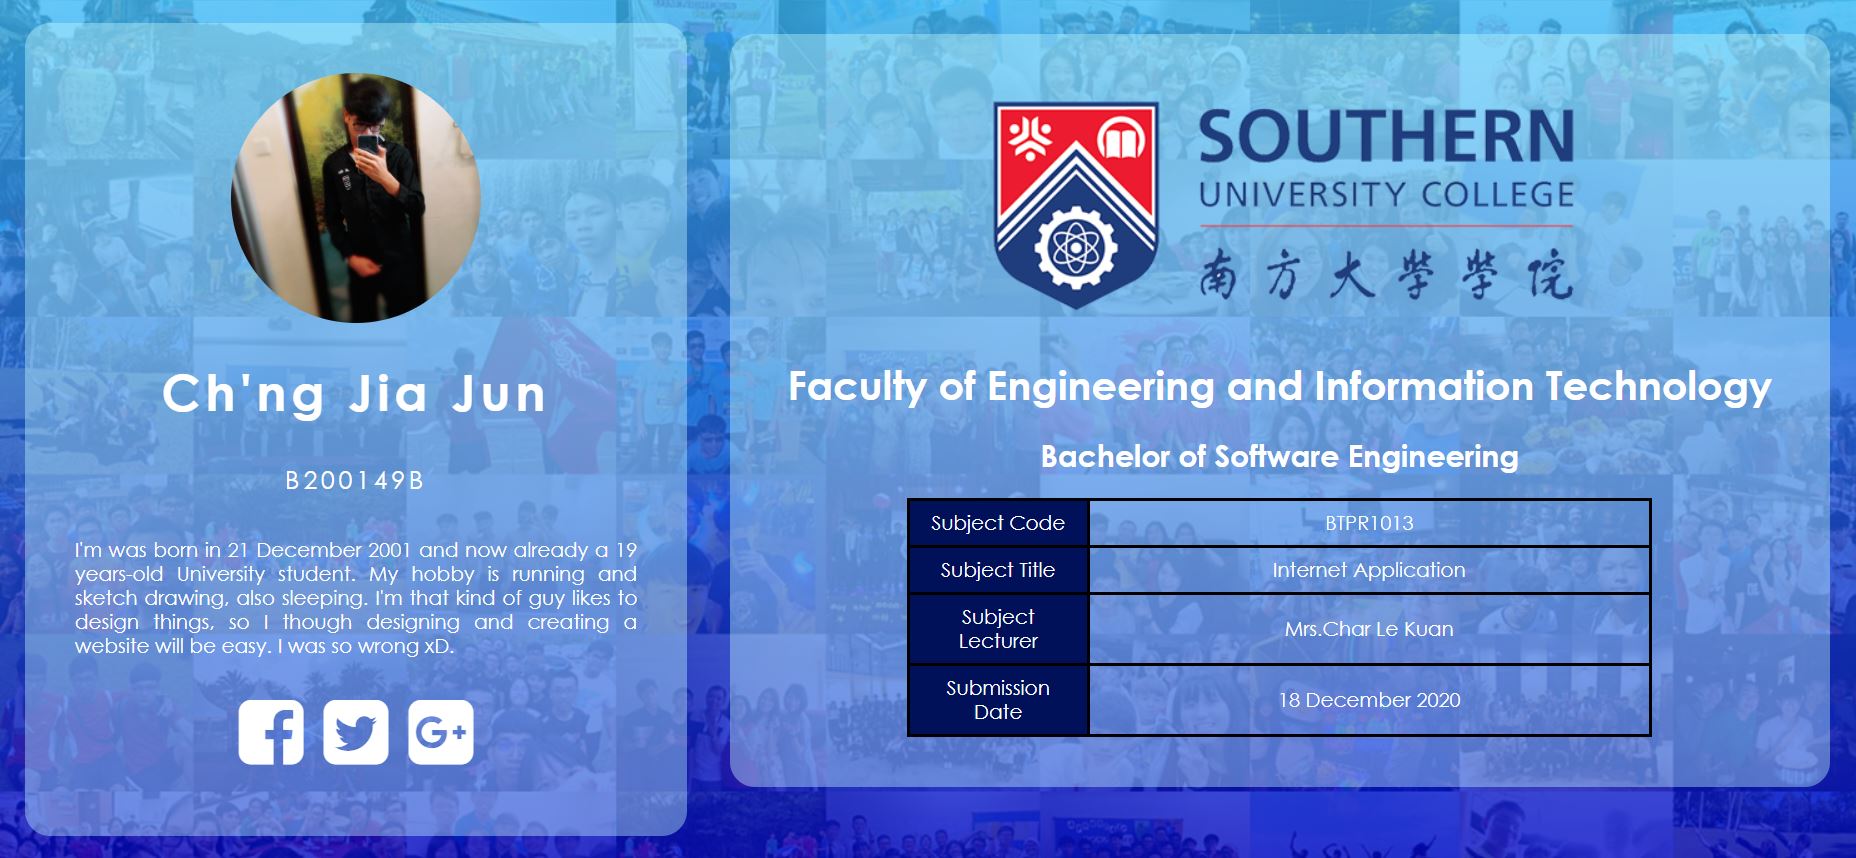 Ch'ng Jia Jun
B200149B
I'm was born in 21 December 2001 and now already a 19
years-old University student. My hobby is running and
sketch drawing, also sleeping. I'm that kind of guy likes to
design things, so I though designing and creating a
website will be easy. I was so wrong xD.
G+
SOUTHERN
UNIVERSITY COLLEGE
南方大學學院
Faculty of Engineering and Information Technology
Bachelor of Software Engineering
Subject Code BTPR1013
Subject Title Internet Application
Subject
Lecturer Mrs.Char Le Kuan
Submission
Date 18 December 2020